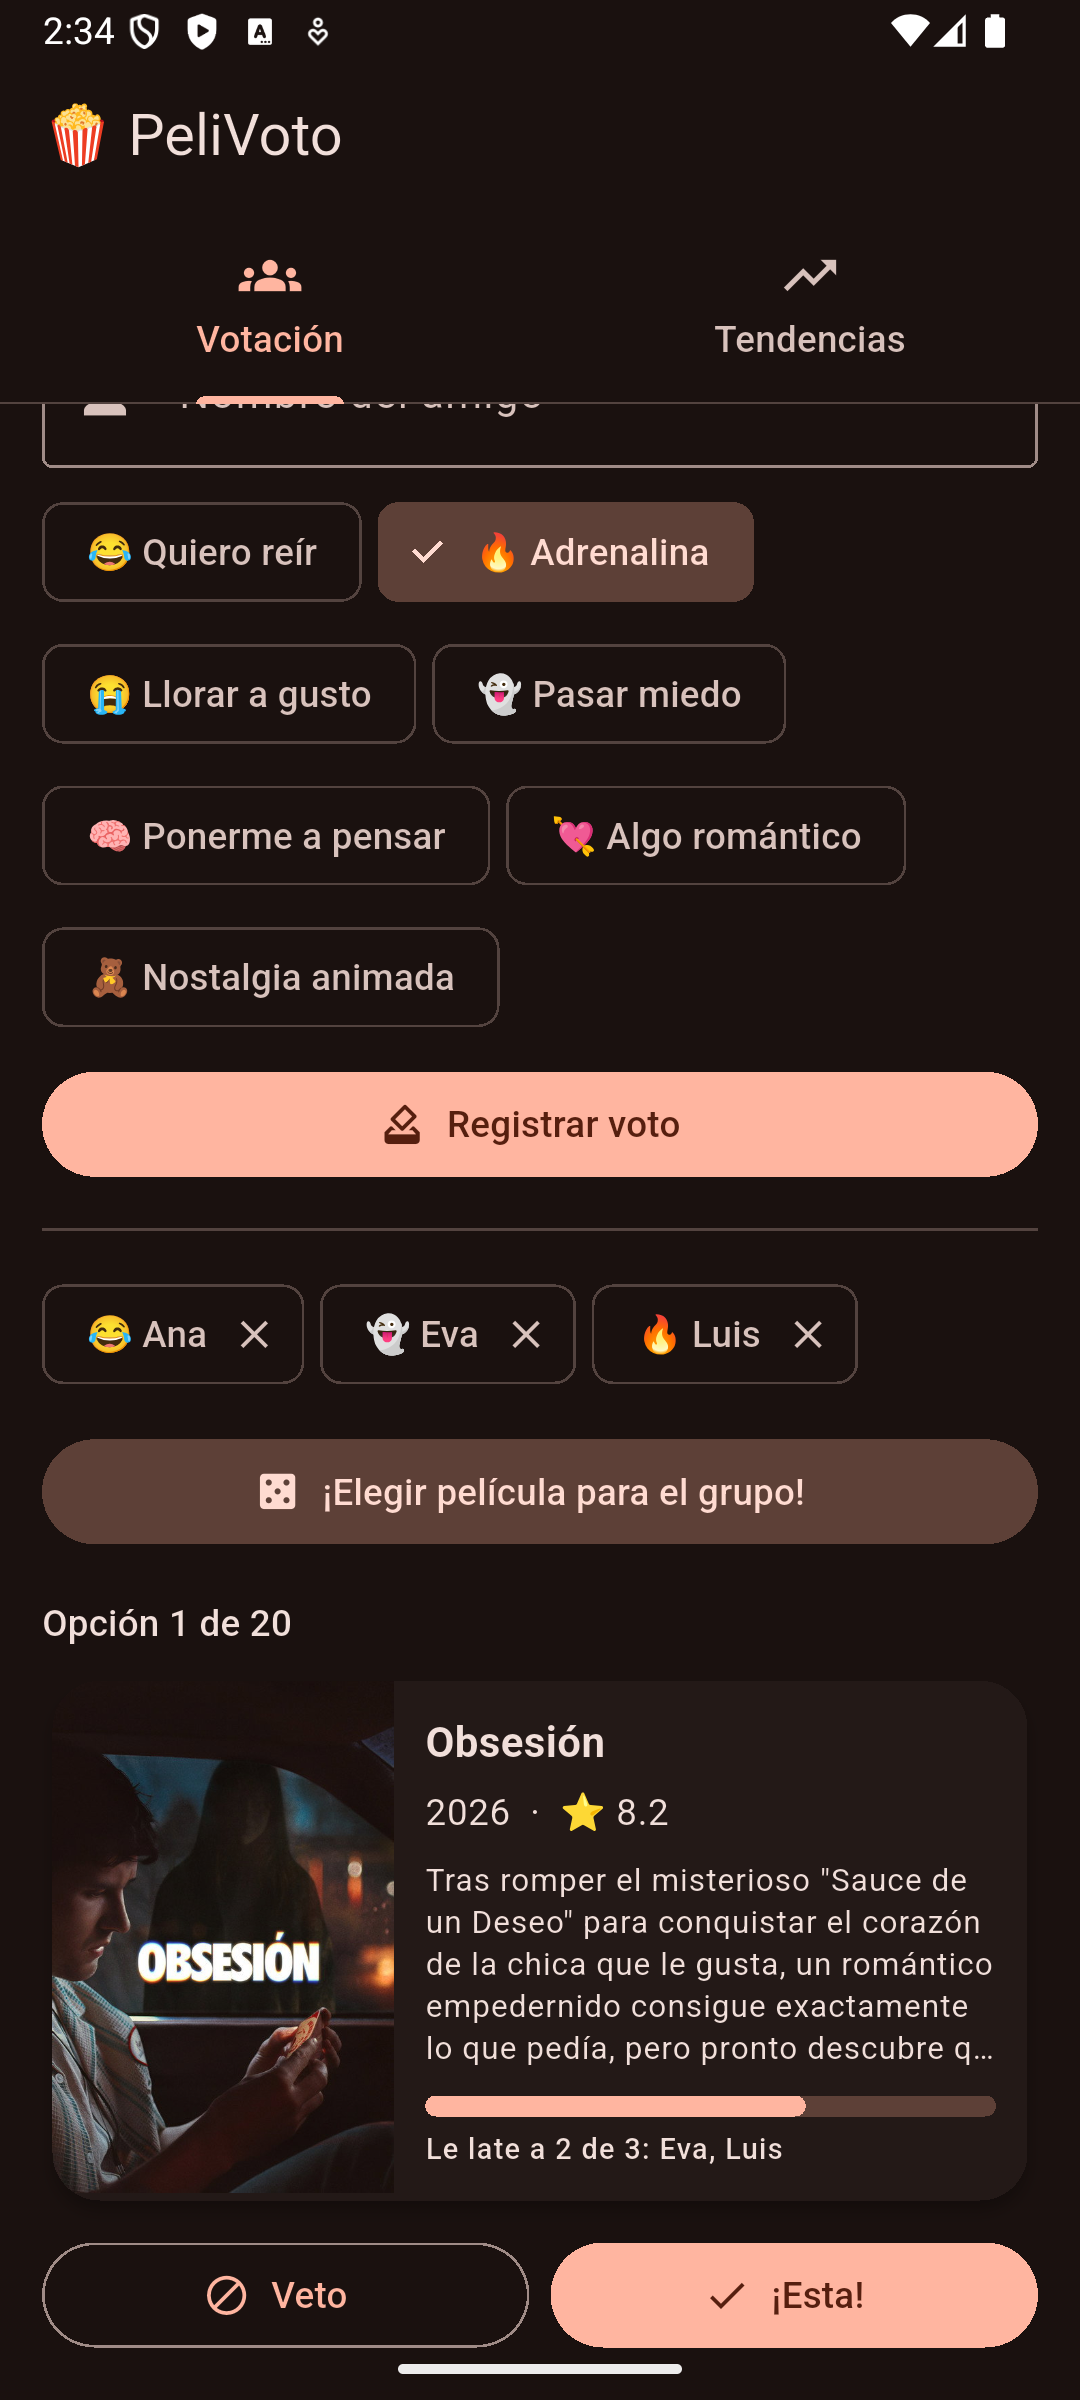 2:34
PeliVoto
Votación
Tendencias
Nombre del amigo
😂 Quiero reír
🔥 Adrenalina
😭 Llorar a gusto
👻 Pasar miedo
🧠 Ponerme a pensar
💘 Algo romántico
🧸 Nostalgia animada
Registrar voto
😂 Ana
👻 Eva
🔥 Luis
¡Elegir película para el grupo!
Opción 1 de 20
OBSESIÓN
Obsesión
2026 · ⭐ 8.2
Tras romper el misterioso "Sauce de
un Deseo" para conquistar el corazón
de la chica que le gusta, un romántico
empedernido consigue exactamente
lo que pedía, pero pronto descubre q…
Le late a 2 de 3: Eva, Luis
Veto
¡Esta!